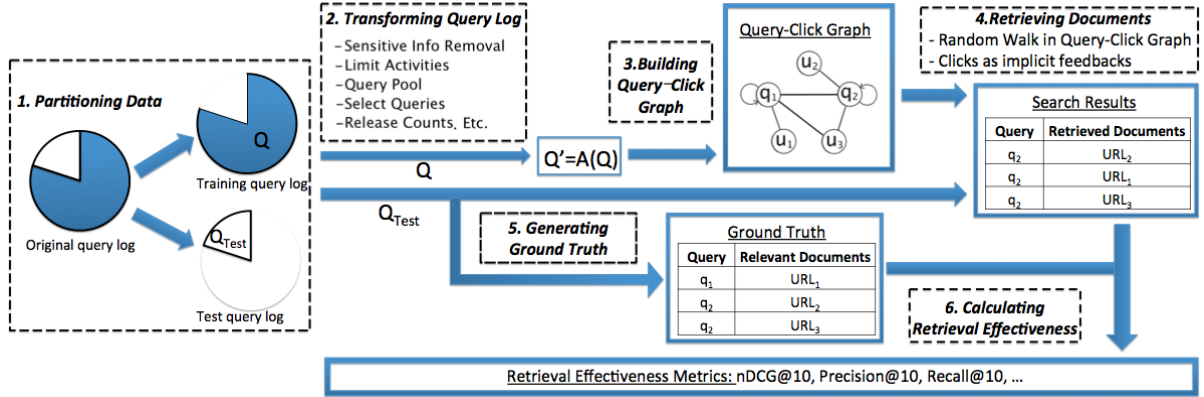 1. Partitioning Data
Q
Training query log
Original query log
Q_Test
Test query log
2. Transforming Query Log
- Sensitive Info Removal
- Limit Activities
- Query Pool
- Select Queries
- Release Counts, Etc.
Q
Q'=A(Q)
Q_Test
3.Building
Query-Click
Graph
Query-Click Graph
u2
q1
q2
u1
u3
4.Retrieving Documents
- Random Walk in Query-Click Graph
- Clicks as implicit feedbacks
Search Results
Query Retrieved Documents
q2 URL2
q2 URL1
q2 URL3
5. Generating
Ground Truth
Ground Truth
Query Relevant Documents
q1 URL1
q2 URL2
q2 URL3
6. Calculating
Retrieval Effectiveness
Retrieval Effectiveness Metrics: nDCG@10, Precision@10, Recall@10, ...